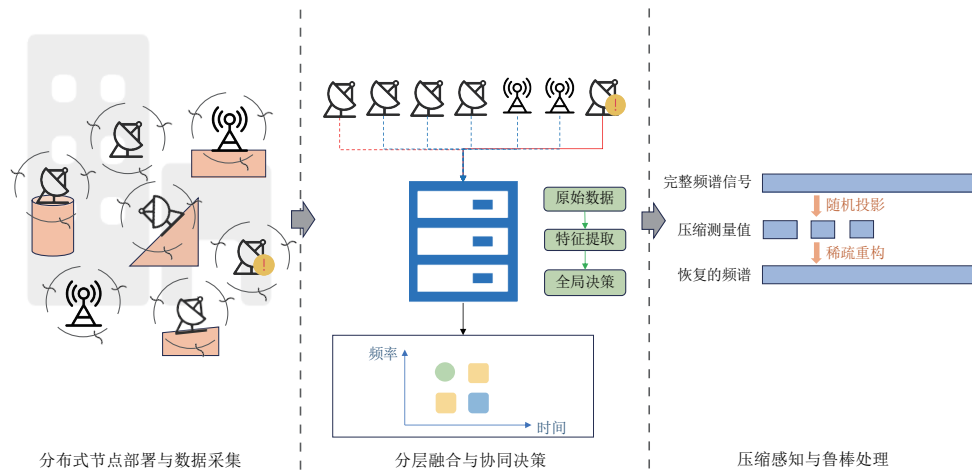 原始数据
特征提取
全局决策
频率
时间
完整频谱信号
随机投影
压缩测量值
稀疏重构
恢复的频谱
分布式节点部署与数据采集
分层融合与协同决策
压缩感知与鲁棒处理